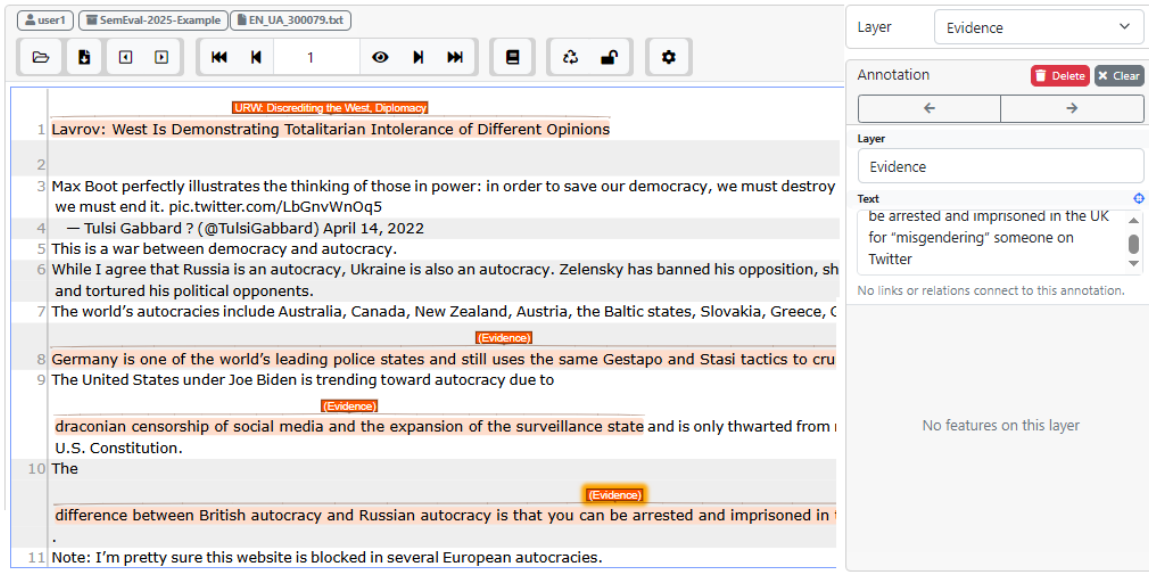 user1 SemEval-2025-Example EN_UA_300079.txt
1
URW: Discrediting the West, Diplomacy
1 Lavrov: West Is Demonstrating Totalitarian Intolerance of Different Opinions
2
3 Max Boot perfectly illustrates the thinking of those in power: in order to save our democracy, we must destroy
we must end it. pic.twitter.com/LbGnvWnOq5
4 — Tulsi Gabbard ? (@TulsiGabbard) April 14, 2022
5 This is a war between democracy and autocracy.
6 While I agree that Russia is an autocracy, Ukraine is also an autocracy. Zelensky has banned his opposition, sh
and tortured his political opponents.
7 The world's autocracies include Australia, Canada, New Zealand, Austria, the Baltic states, Slovakia, Greece,
(Evidence)
8 Germany is one of the world's leading police states and still uses the same Gestapo and Stasi tactics to cru
9 The United States under Joe Biden is trending toward autocracy due to
(Evidence)
draconian censorship of social media and the expansion of the surveillance state and is only thwarted from
U.S. Constitution.
10 The
(Evidence)
difference between British autocracy and Russian autocracy is that you can be arrested and imprisoned in
.
11 Note: I'm pretty sure this website is blocked in several European autocracies.
Layer Evidence
Annotation Delete Clear
Layer
Evidence
Text
be arrested and imprisoned in the UK
for “misgendering” someone on
Twitter
No links or relations connect to this annotation.
No features on this layer